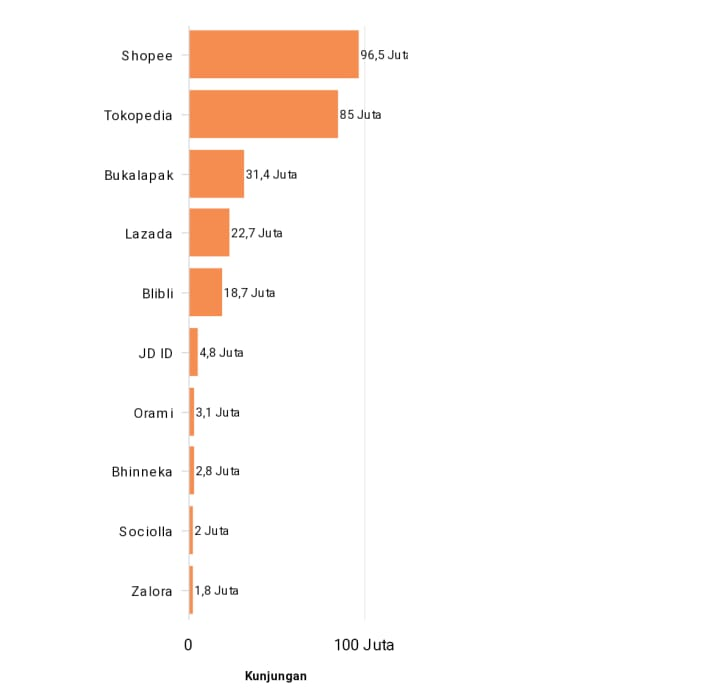 Shopee 96,5 Juta
Tokopedia 85 Juta
Bukalapak 31,4 Juta
Lazada 22,7 Juta
Blibli 18,7 Juta
JD ID 4,8 Juta
Orami 3,1 Juta
Bhinneka 2,8 Juta
Sociolla 2 Juta
Zalora 1,8 Juta
0 100 Juta
Kunjungan